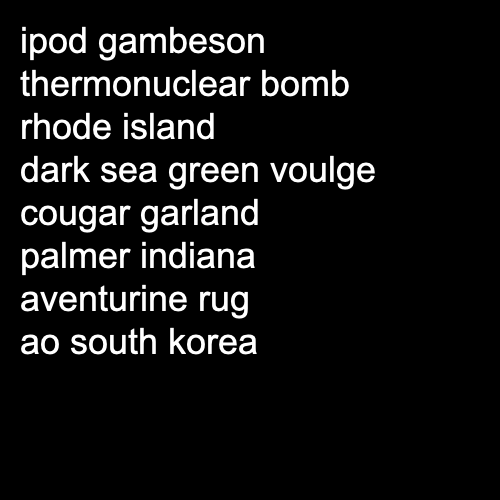 ipod gambeson
thermonuclear bomb
rhode island
dark sea green voulge
cougar garland
palmer indiana
aventurine rug
ao south korea